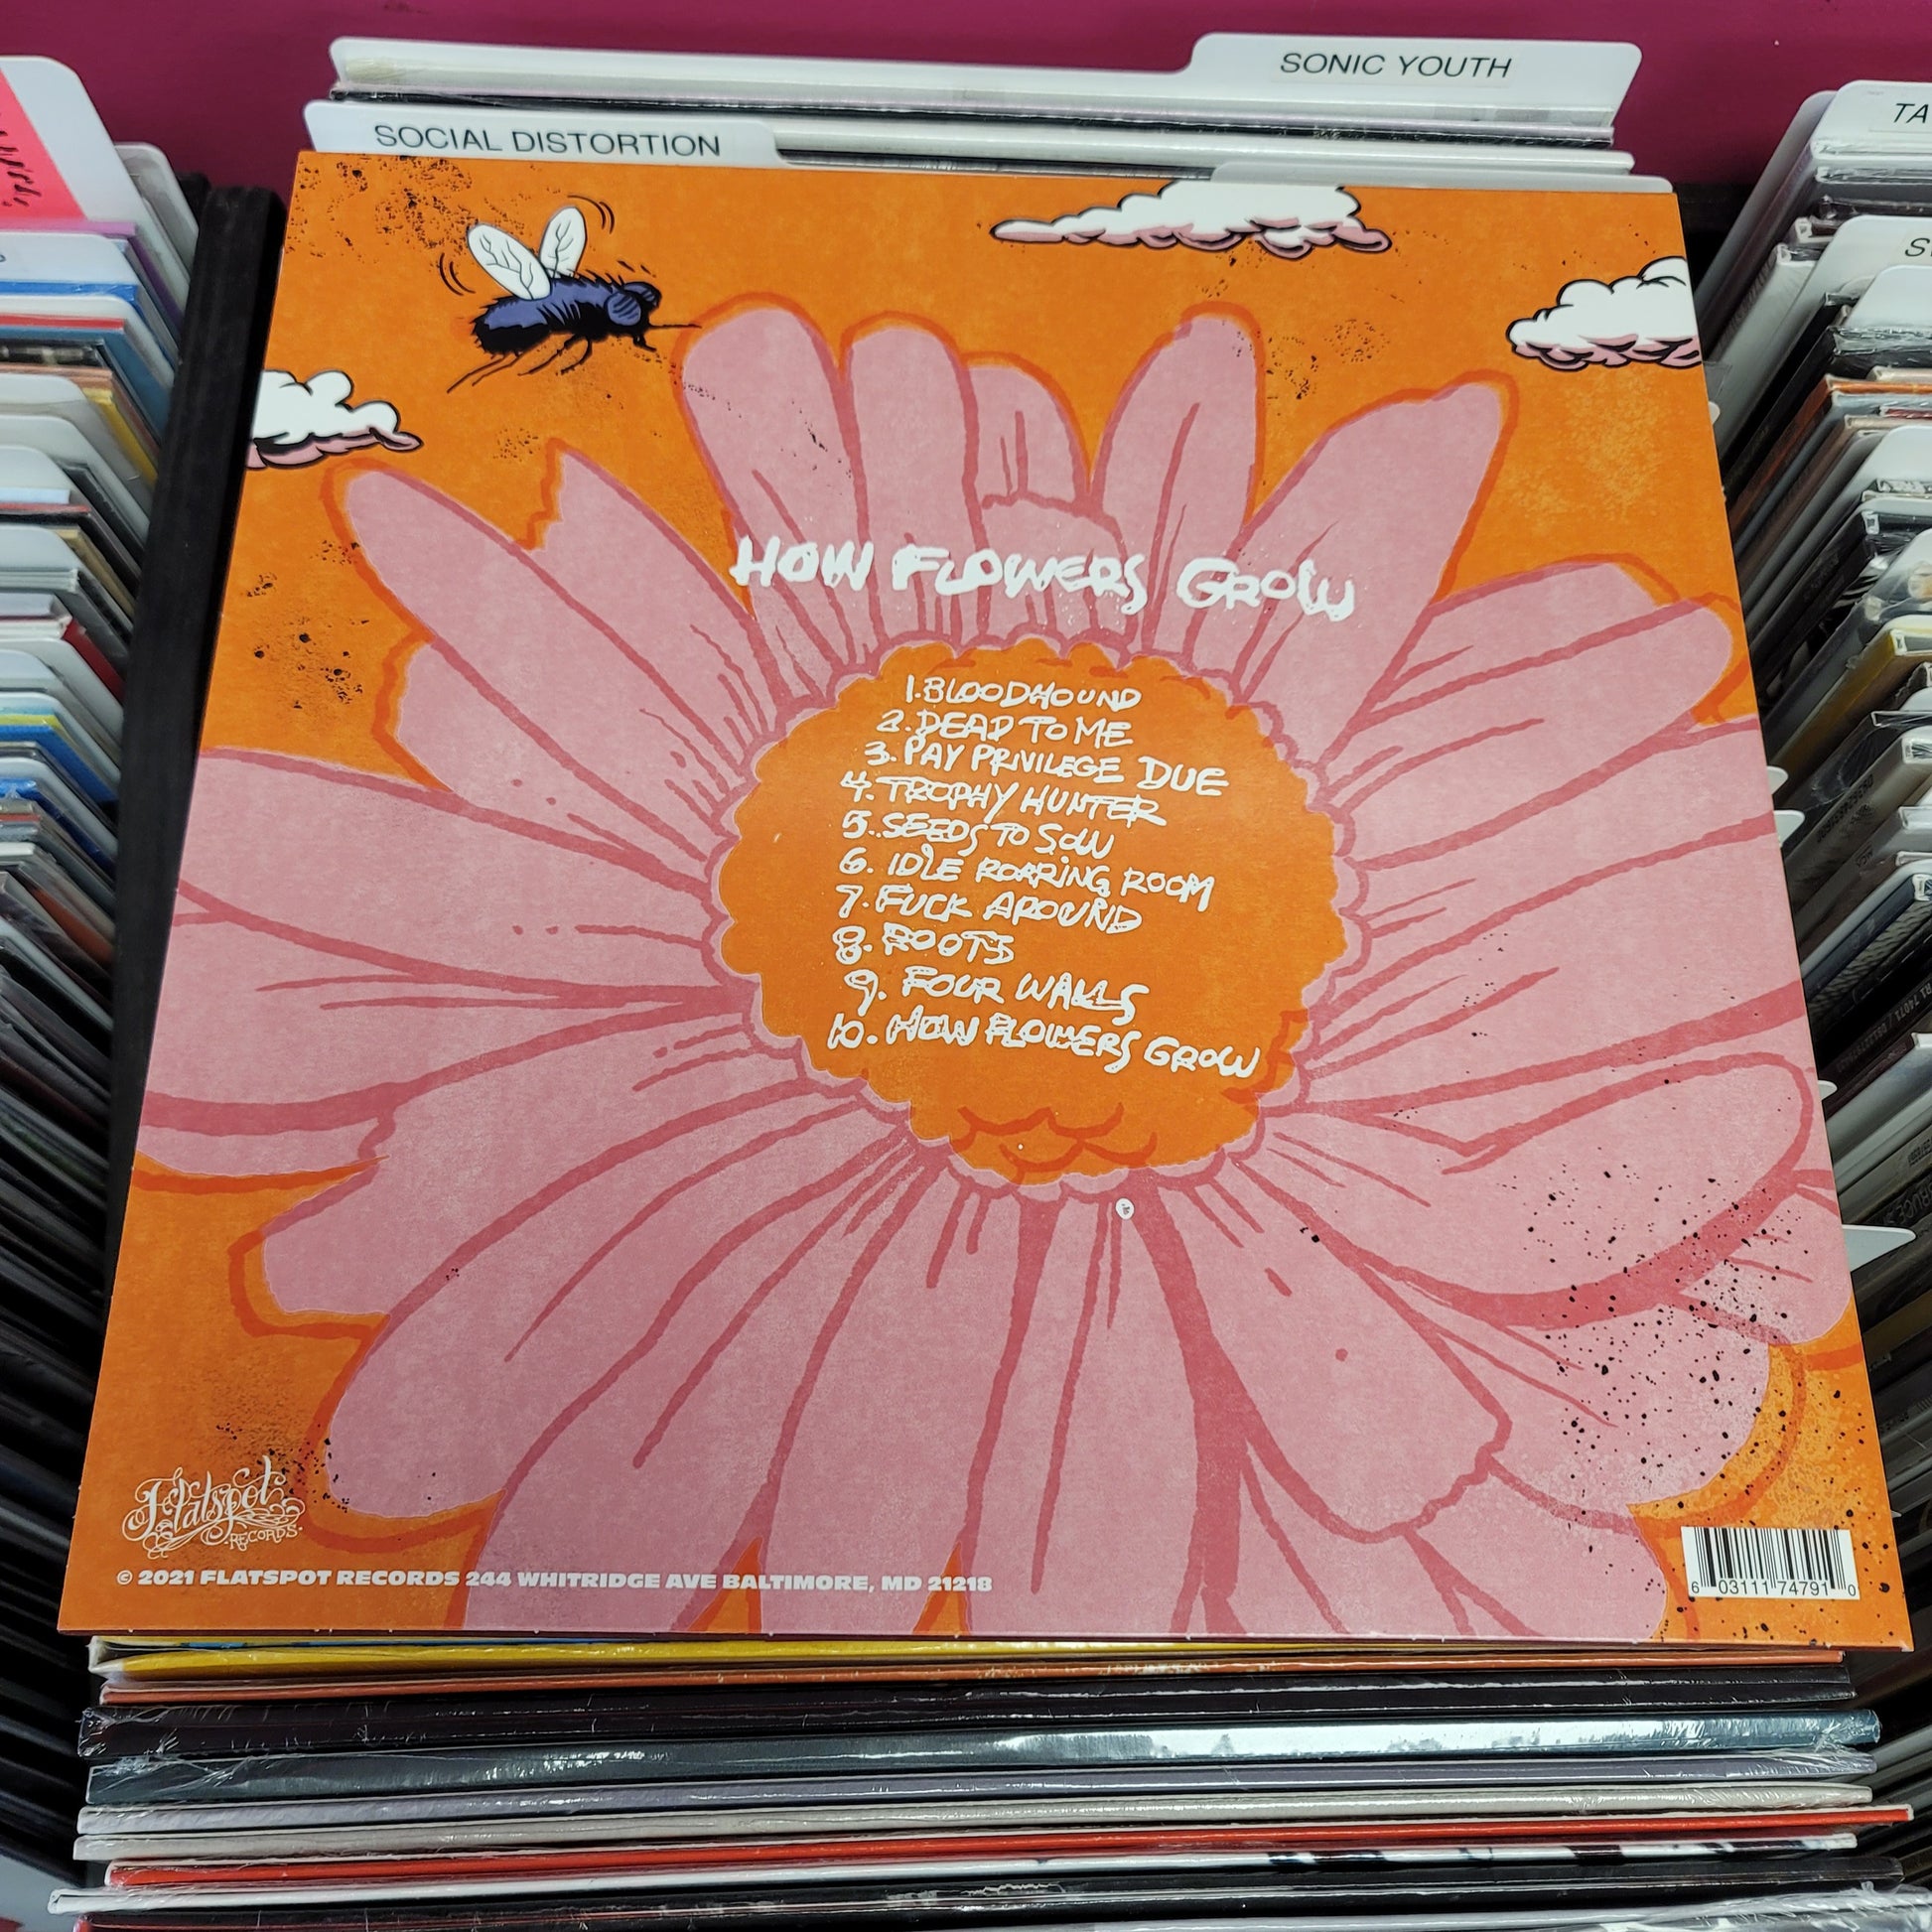 SONIC YOUTH
SOCIAL DISTORTION
TA
S
HOW FLOWERS GROW
1. BLOODHOUND
2. DEAD TO ME
3. PAY PRIVILEGE DUE
4. TROPHY HUNTER
5. SEEDS TO SOW
6. IDLE ROARING ROOM
7. FUCK AROUND
8. ROOTS
9. FOUR WALLS
10. HOW FLOWERS GROW
Flatspot
RECORDS
© 2021 FLATSPOT RECORDS 244 WHITRIDGE AVE BALTIMORE, MD 21218
6 03111 74791 0